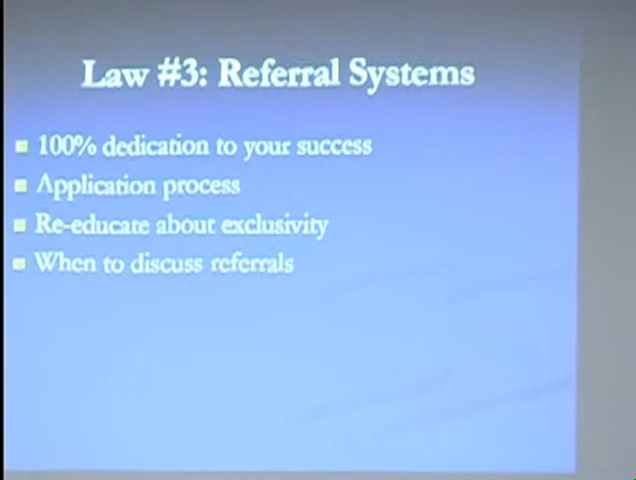 Law #3: Referral Systems
100% dedication to your success
Application process
Re-educate about exclusivity
When to discuss referrals